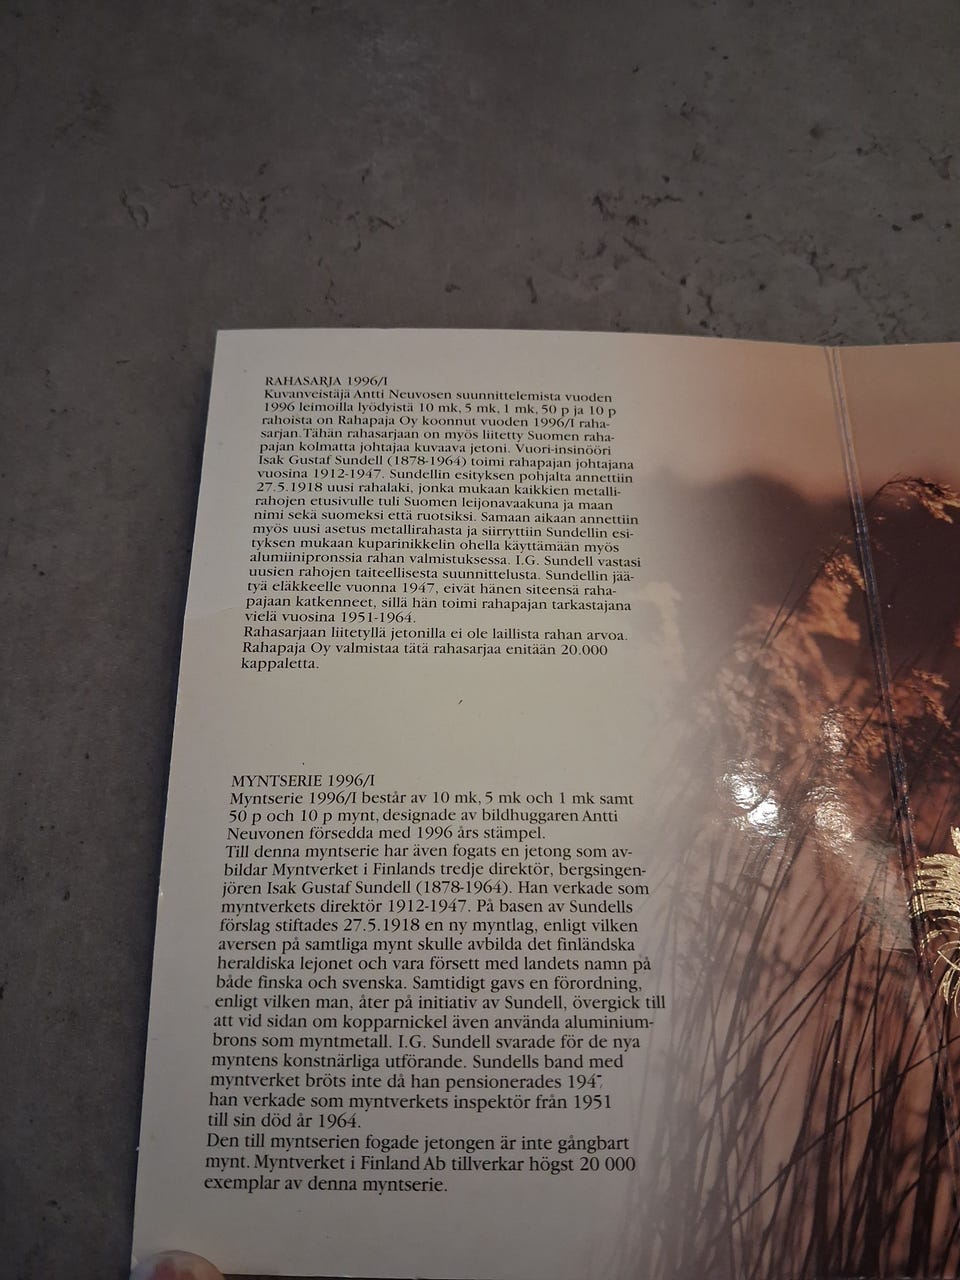 RAHASARJA 1996/I
Kuvanveistäjä Antti Neuvosen suunnittelemista vuoden
1996 leimoilla lyödyistä 10 mk, 5 mk, 1 mk, 50 p ja 10 p
rahoista on Rahapaja Oy koonnut vuoden 1996/I raha-
sarjan. Tähän rahasarjaan on myös liitetty Suomen raha-
pajan kolmatta johtajaa kuvaava jetoni. Vuori-insinööri
Isak Gustaf Sundell (1878-1964) toimi rahapajan johtajana
vuosina 1912-1947. Sundellin esityksen pohjalta annettiin
27.5.1918 uusi rahalaki, jonka mukaan kaikkien metalli-
rahojen etusivulle tuli Suomen leijonavaakuna ja maan
nimi sekä suomeksi että ruotsiksi. Samaan aikaan annettiin
myös uusi asetus metallirahasta ja siirryttiin Sundellin esi-
tyksen mukaan kuparinikkelin ohella käyttämään myös
alumiinipronssia rahan valmistuksessa. I.G. Sundell vastasi
uusien rahojen taiteellisesta suunnittelusta. Sundellin jää-
tyä eläkkeelle vuonna 1947, eivät hänen siteensä raha-
pajaan katkenneet, sillä hän toimi rahapajan tarkastajana
vielä vuosina 1951-1964.
Rahasarjaan liitetyllä jetonilla ei ole laillista rahan arvoa.
Rahapaja Oy valmistaa tätä rahasarjaa enitään 20.000
kappaletta.
MYNTSERIE 1996/I
Myntserie 1996/I består av 10 mk, 5 mk och 1 mk samt
50 p och 10 p mynt, designade av bildhuggaren Antti
Neuvonen försedda med 1996 års stämpel.
Till denna myntserie har även fogats en jetong som av-
bildar Myntverket i Finlands tredje direktör, bergsingen-
jören Isak Gustaf Sundell (1878-1964). Han verkade som
myntverkets direktör 1912-1947. På basen av Sundells
förslag stiftades 27.5.1918 en ny myntlag, enligt vilken
aversen på samtliga mynt skulle avbilda det finländska
heraldiska lejonet och vara försett med landets namn på
både finska och svenska. Samtidigt gavs en förordning,
enligt vilken man, åter på initiativ av Sundell, övergick till
att vid sidan om kopparnickel även använda aluminium-
brons som myntmetall. I.G. Sundell svarade för de nya
myntens konstnärliga utförande. Sundells band med
myntverket bröts inte då han pensionerades
han verkade som myntverkets inspektör från 1951
till sin död år 1964.
Den till myntserien fogade jetongen är inte gångbart
mynt. Myntverket i Finland Ab tillverkar högst 20 000
exemplar av denna myntserie.